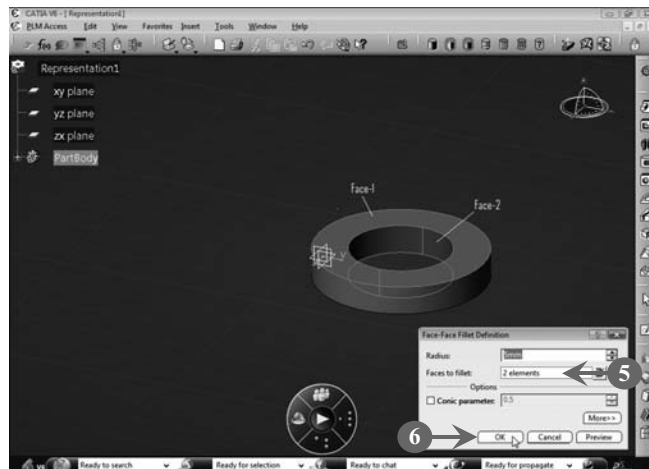 CATIA V6 - [Representation1]
PLM Access Edit View Favorites Insert Tools Window Help
Representation1
xy plane
yz plane
zx plane
PartBody
Face-1
Face-2
y
Face-Face Fillet Definition
Radius:
Faces to fillet: 2 elements
5
Options
Conic parameter: 0.5
More>>
6
OK Cancel Preview
Ready to search Ready for selection Ready to chat Ready for propagate